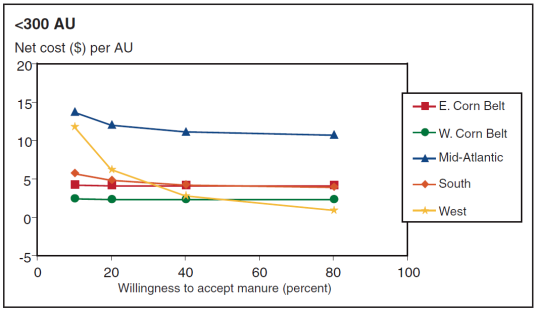 <300 AU
Net cost ($) per AU
20
15
10
5
0
-5
0 20 40 60 80 100
Willingness to accept manure (percent)
E. Corn Belt
W. Corn Belt
Mid-Atlantic
South
West